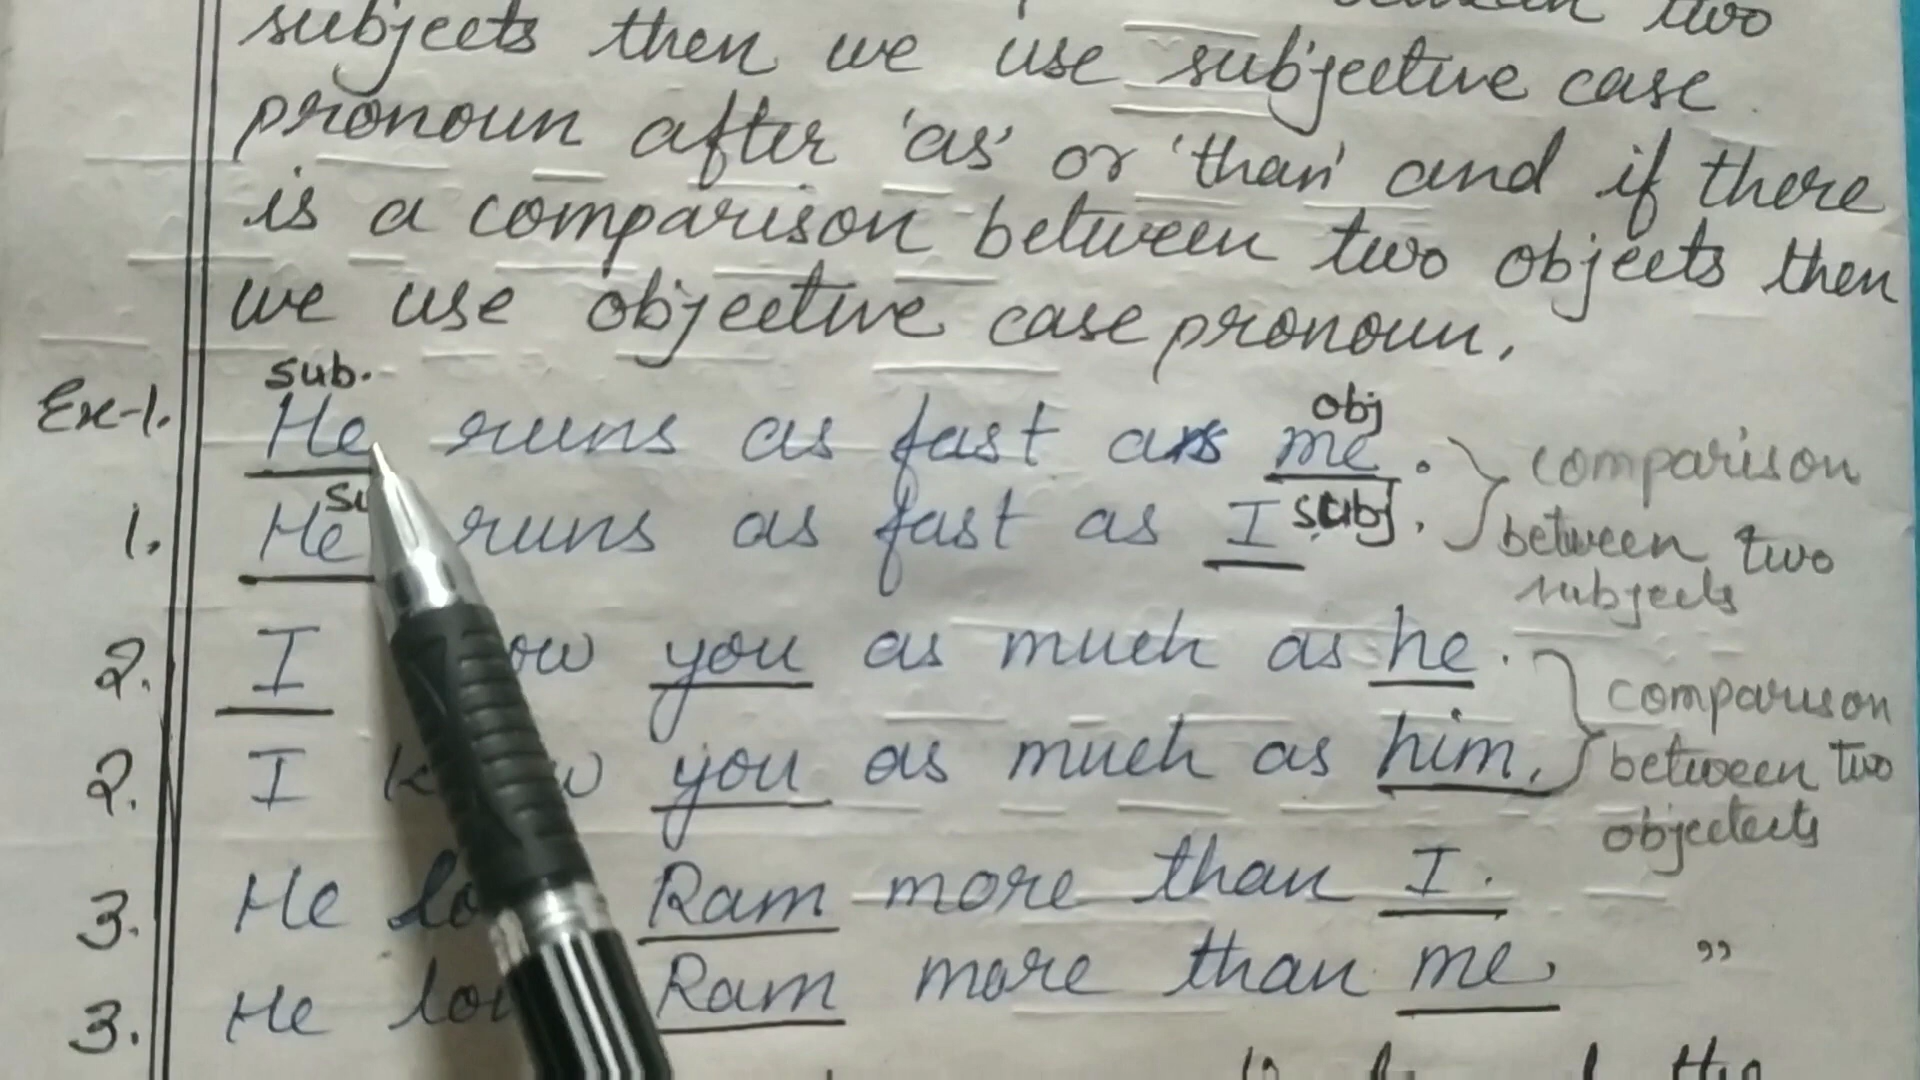 two
subjects then we use subjective case
pronoun after 'as' or 'than' and if there
is a comparison between two objects then
we use objective case pronoun.
sub. obj
Ex-1. He runs as fast as me. comparison
1. He runs as fast as I subj. between two
subjects
2. I you as much as he. comparison
2. I you as much as him. between two
objectects
3. He Ram more than I.
3. He Ram more than me. ,,